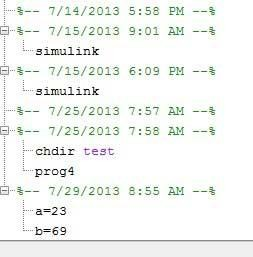 %-- 7/14/2013 5:58 PM --%
%-- 7/15/2013 9:01 AM --%
simulink
%-- 7/15/2013 6:09 PM --%
simulink
%-- 7/25/2013 7:57 AM --%
%-- 7/25/2013 7:58 AM --%
chdir test
prog4
%-- 7/29/2013 8:55 AM --%
a=23
b=69